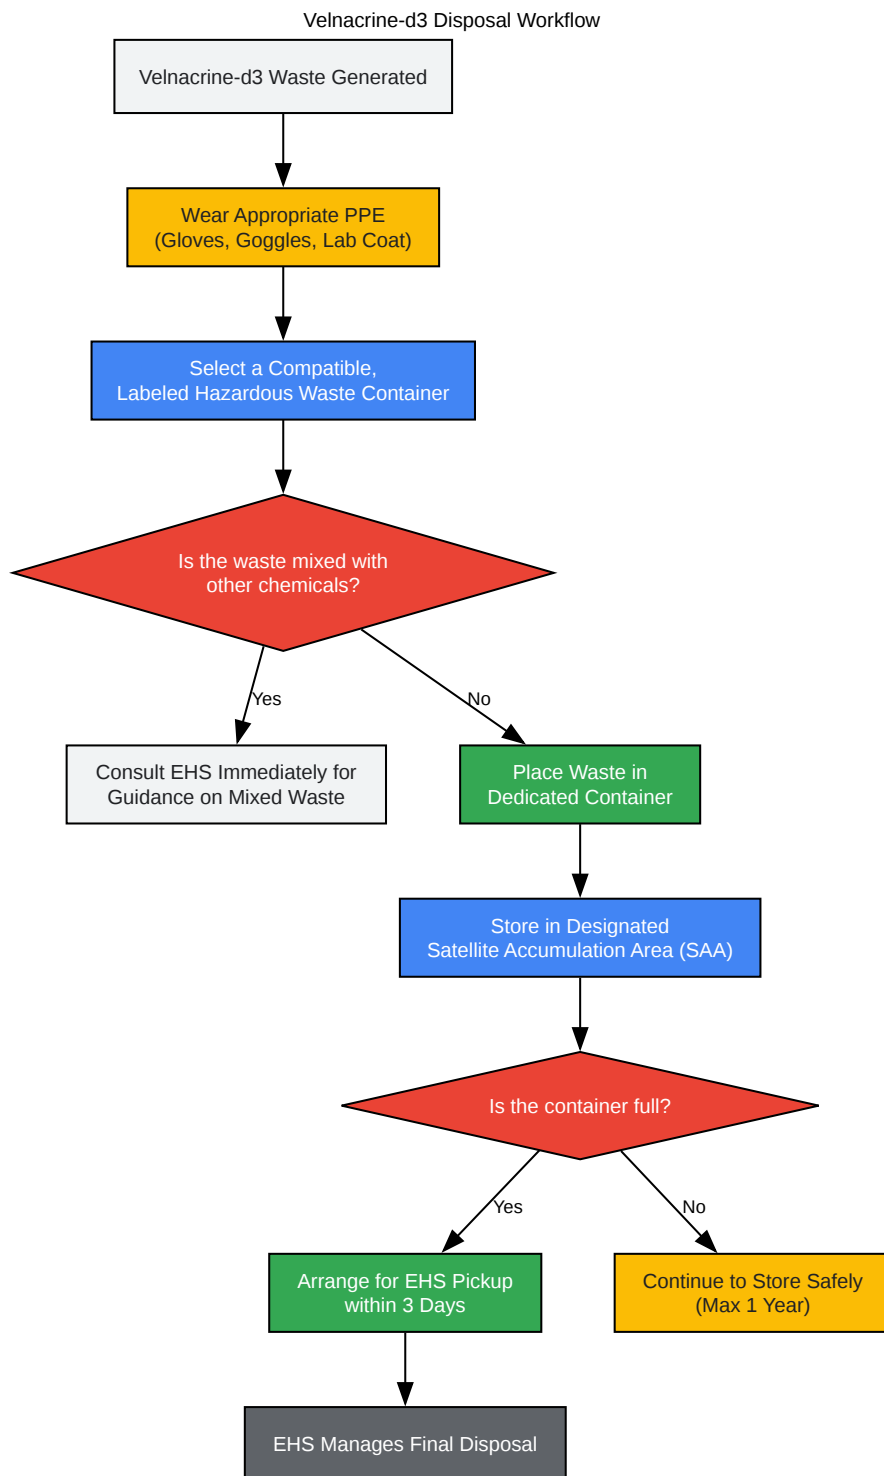 Velnacrine-d3 Disposal Workflow
Velnacrine-d3 Waste Generated
Wear Appropriate PPE
(Gloves, Goggles, Lab Coat)
Select a Compatible,
Labeled Hazardous Waste Container
Is the waste mixed with
other chemicals?
Yes
No
Consult EHS Immediately for
Guidance on Mixed Waste
Place Waste in
Dedicated Container
Store in Designated
Satellite Accumulation Area (SAA)
Is the container full?
Yes
No
Arrange for EHS Pickup
within 3 Days
Continue to Store Safely
(Max 1 Year)
EHS Manages Final Disposal